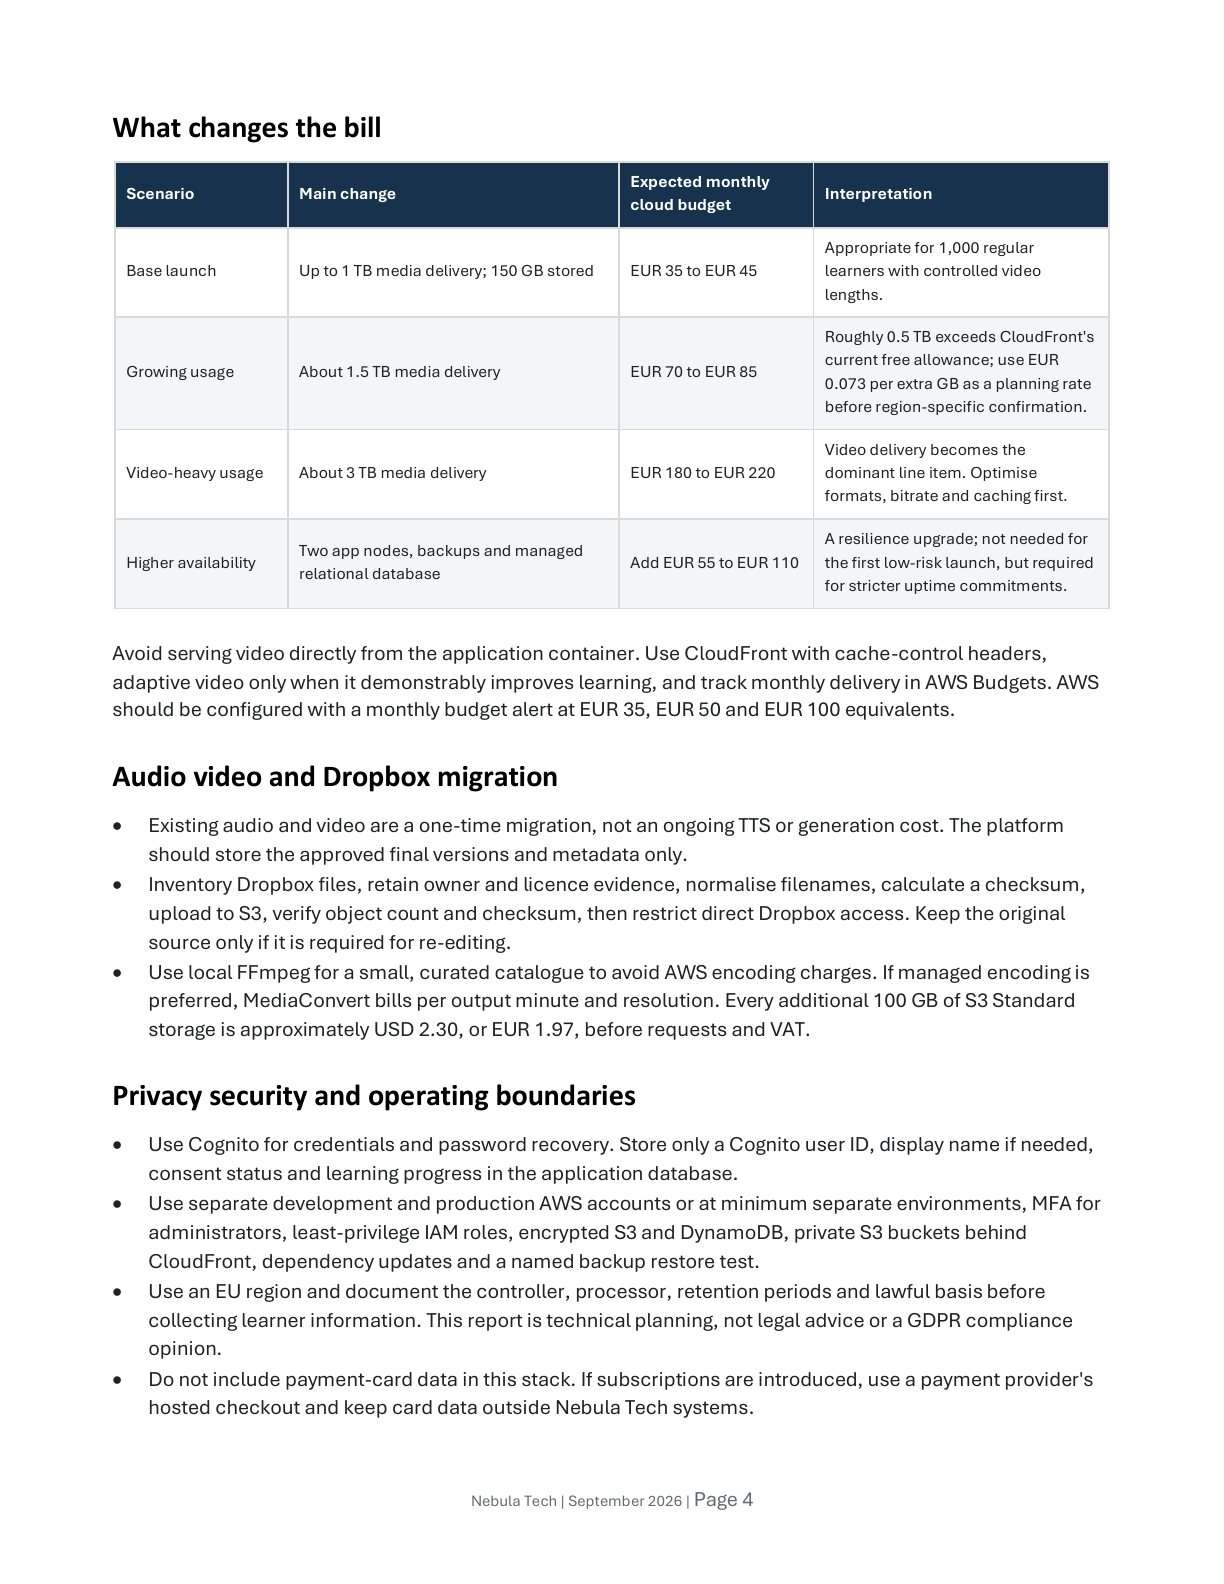 What changes the bill
Scenario
Main change
Expected monthly
cloud budget
Interpretation
Base launch
Up to 1 TB media delivery; 150 GB stored
EUR 35 to EUR 45
Appropriate for 1,000 regular
learners with controlled video
lengths.
Growing usage
About 1.5 TB media delivery
EUR 70 to EUR 85
Roughly 0.5 TB exceeds CloudFront's
current free allowance; use EUR
0.073 per extra GB as a planning rate
before region-specific confirmation.
Video-heavy usage
About 3 TB media delivery
EUR 180 to EUR 220
Video delivery becomes the
dominant line item. Optimise
formats, bitrate and caching first.
Higher availability
Two app nodes, backups and managed
relational database
Add EUR 55 to EUR 110
A resilience upgrade; not needed for
the first low-risk launch, but required
for stricter uptime commitments.
Avoid serving video directly from the application container. Use CloudFront with cache-control headers,
adaptive video only when it demonstrably improves learning, and track monthly delivery in AWS Budgets. AWS
should be configured with a monthly budget alert at EUR 35, EUR 50 and EUR 100 equivalents.
Audio video and Dropbox migration
• Existing audio and video are a one-time migration, not an ongoing TTS or generation cost. The platform
should store the approved final versions and metadata only.
• Inventory Dropbox files, retain owner and licence evidence, normalise filenames, calculate a checksum,
upload to S3, verify object count and checksum, then restrict direct Dropbox access. Keep the original
source only if it is required for re-editing.
• Use local FFmpeg for a small, curated catalogue to avoid AWS encoding charges. If managed encoding is
preferred, MediaConvert bills per output minute and resolution. Every additional 100 GB of S3 Standard
storage is approximately USD 2.30, or EUR 1.97, before requests and VAT.
Privacy security and operating boundaries
• Use Cognito for credentials and password recovery. Store only a Cognito user ID, display name if needed,
consent status and learning progress in the application database.
• Use separate development and production AWS accounts or at minimum separate environments, MFA for
administrators, least-privilege IAM roles, encrypted S3 and DynamoDB, private S3 buckets behind
CloudFront, dependency updates and a named backup restore test.
• Use an EU region and document the controller, processor, retention periods and lawful basis before
collecting learner information. This report is technical planning, not legal advice or a GDPR compliance
opinion.
• Do not include payment-card data in this stack. If subscriptions are introduced, use a payment provider's
hosted checkout and keep card data outside Nebula Tech systems.
Nebula Tech | September 2026 | Page 4